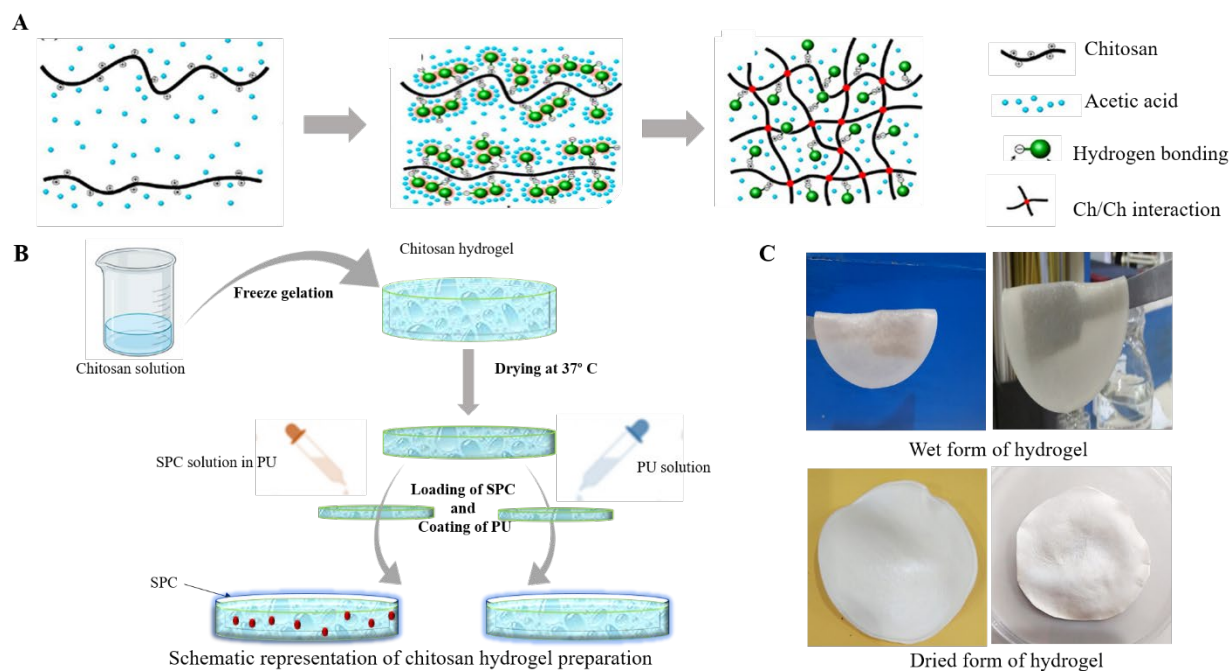 A
Chitosan
Acetic acid
Hydrogen bonding
Ch/Ch interaction
B
Chitosan hydrogel
Freeze gelation
Chitosan solution
Drying at 37º C
SPC solution in PU
PU solution
Loading of SPC
and
Coating of PU
SPC
Schematic representation of chitosan hydrogel preparation
C
Wet form of hydrogel
Dried form of hydrogel